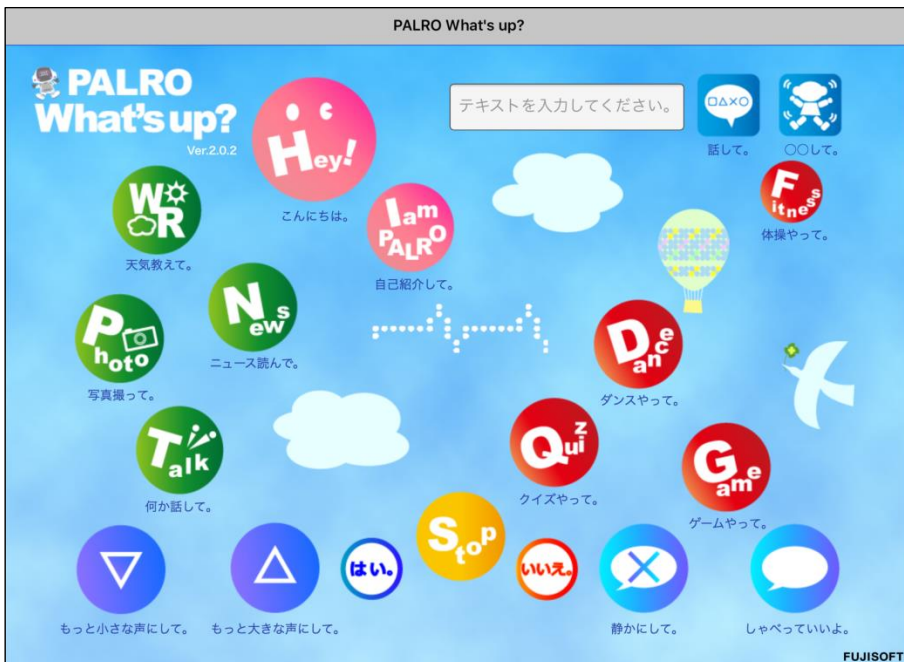 PALRO What's up?
PALRO
What's up?
Ver.2.0.2
Hey!
こんにちは。
テキストを入力してください。
話して。
○○して。
WR
天気教えて。
I am PALRO
自己紹介して。
Fitness
体操やって。
Photo
写真撮って。
News
ニュース読んで。
Dance
ダンスやって。
Talk
何か話して。
Quiz
クイズやって。
Game
ゲームやって。
もっと小さな声にして。
もっと大きな声にして。
はい。
Stop
いいえ。
静かにして。
しゃべっていいよ。
FUJISOFT